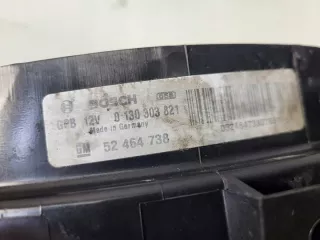 BOSCH
GPB 12V 0 130 303 821
Made in Germany
GM 52 464 738